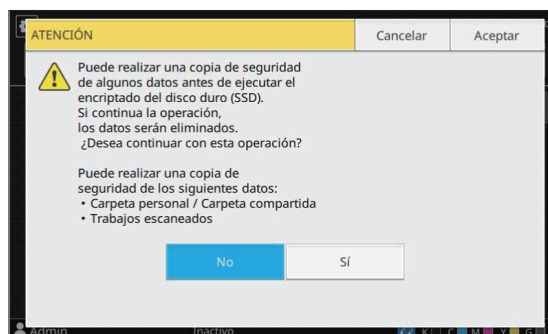 ATENCIÓN
Cancelar
Aceptar
Puede realizar una copia de seguridad
de algunos datos antes de ejecutar el
encriptado del disco duro (SSD).
Si continua la operación,
los datos serán eliminados.
¿Desea continuar con esta operación?
Puede realizar una copia de
seguridad de los siguientes datos:
• Carpeta personal / Carpeta compartida
• Trabajos escaneados
No
Sí
Admin
Inactivo
K C M Y G